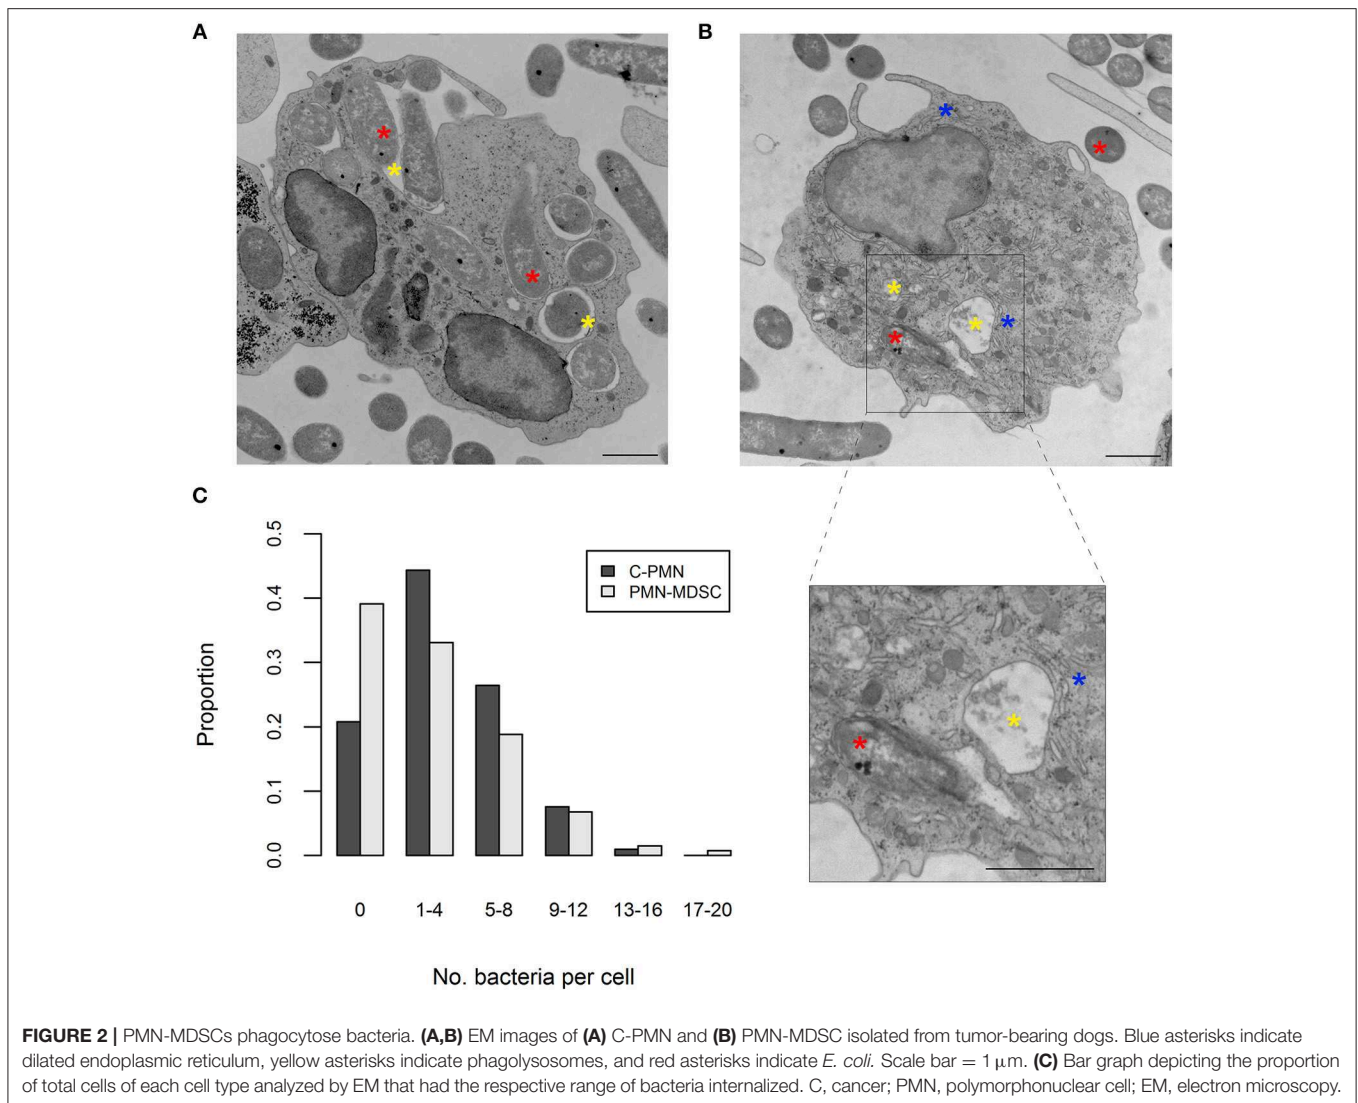 A
B
C
0.5
0.4
0.3
0.2
0.1
0.0
Proportion
C-PMN
PMN-MDSC
0 1-4 5-8 9-12 13-16 17-20
No. bacteria per cell
FIGURE 2 | PMN-MDSCs phagocytose bacteria. (A,B) EM images of (A) C-PMN and (B) PMN-MDSC isolated from tumor-bearing dogs. Blue asterisks indicate
dilated endoplasmic reticulum, yellow asterisks indicate phagolysosomes, and red asterisks indicate E. coli. Scale bar = 1 μm. (C) Bar graph depicting the proportion
of total cells of each cell type analyzed by EM that had the respective range of bacteria internalized. C, cancer; PMN, polymorphonuclear cell; EM, electron microscopy.